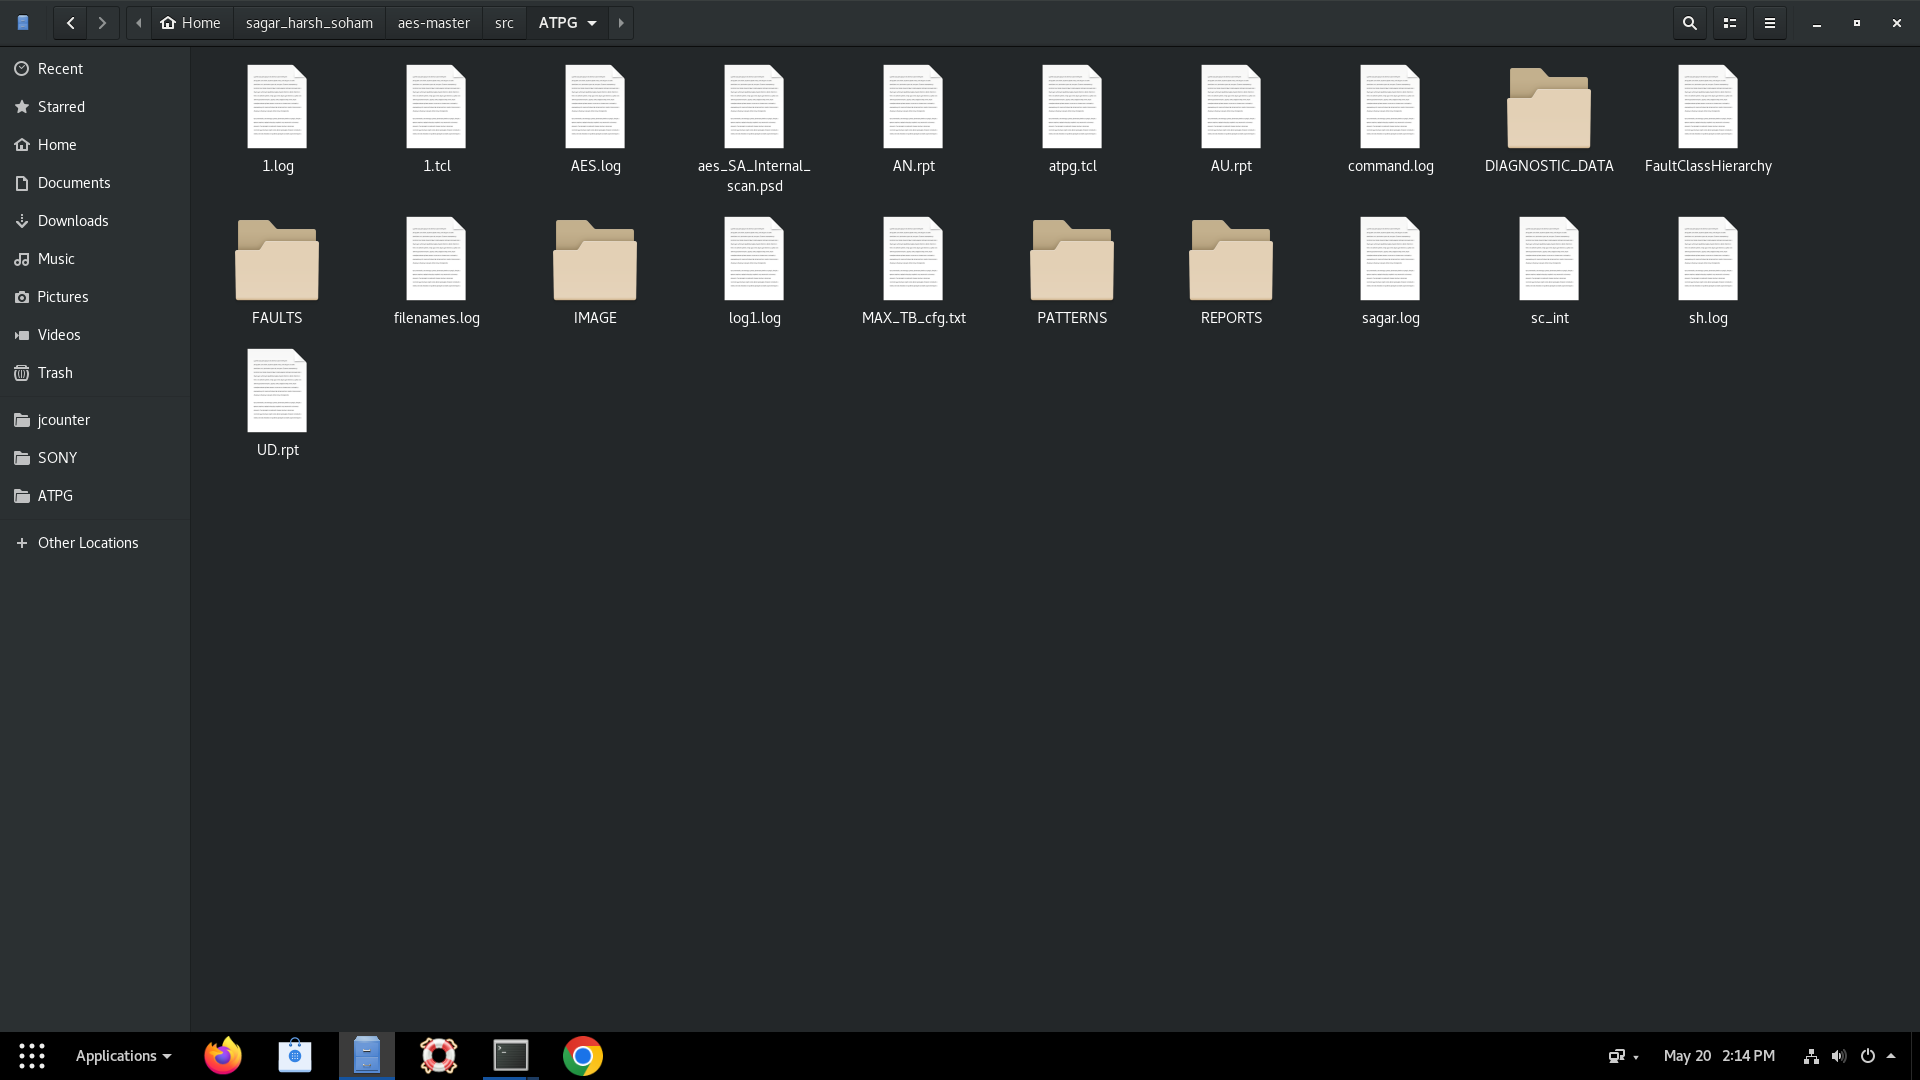 Home
sagar_harsh_soham
aes-master
src
ATPG
Recent
Starred
Home
Documents
Downloads
Music
Pictures
Videos
Trash
jcounter
SONY
ATPG
Other Locations
1.log
1.tcl
AES.log
aes_SA_Internal_
scan.psd
AN.rpt
atpg.tcl
AU.rpt
command.log
DIAGNOSTIC_DATA
FaultClassHierarchy
FAULTS
filenames.log
IMAGE
log1.log
MAX_TB_cfg.txt
PATTERNS
REPORTS
sagar.log
sc_int
sh.log
UD.rpt
Applications
May 20 2:14 PM